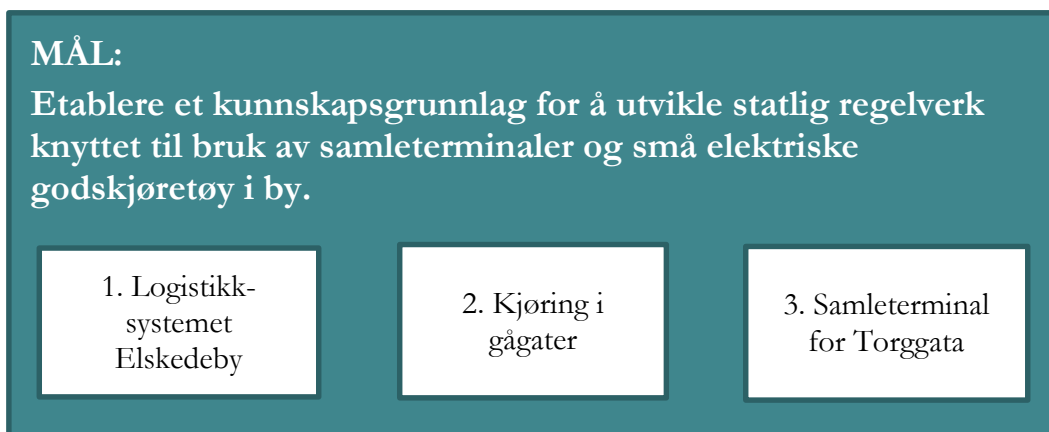 MÅL:
Etablere et kunnskapsgrunnlag for å utvikle statlig regelverk
knyttet til bruk av samleterminaler og små elektriske
godskjøretøy i by.
1. Logistikk-
systemet
Elskedeby
2. Kjøring i
gågater
3. Samleterminal
for Torggata